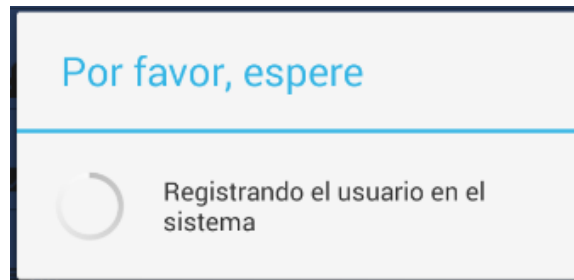 Por favor, espere
Registrando el usuario en el
sistema